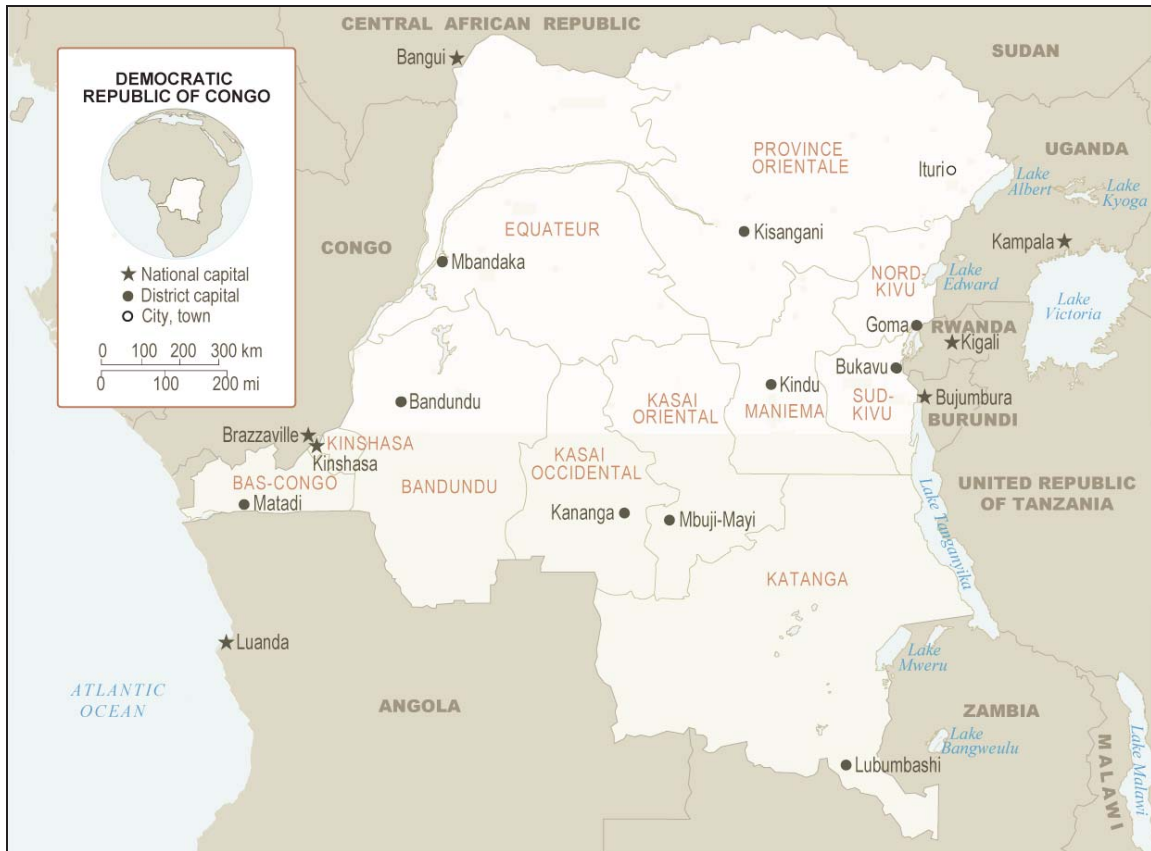 CENTRAL AFRICAN REPUBLIC
SUDAN
Bangui
DEMOCRATIC
REPUBLIC OF CONGO
National capital
District capital
City, town
0 100 200 300 km
0 100 200 mi
PROVINCE
ORIENTALE
Ituri
UGANDA
Lake
Albert
Lake
Kyoga
CONGO
EQUATEUR
Kisangani
Kampala
Mbandaka
NORD-
KIVU
Lake
Edward
Lake
Victoria
Goma
RWANDA
Kigali
Bukavu
Bandundu
KASAI
ORIENTAL
Kindu
MANIEMA
SUD-
KIVU
Bujumbura
BURUNDI
Brazzaville
KINSHASA
Kinshasa
BAS-CONGO
Matadi
BANDUNDU
KASAI
OCCIDENTAL
Kananga
Mbuji-Mayi
UNITED REPUBLIC
OF TANZANIA
Lake Tanganyika
KATANGA
Luanda
Lake
Mweru
ATLANTIC
OCEAN
ANGOLA
ZAMBIA
Lake
Bangweulu
Lubumbashi
MALAWI
Lake Malawi